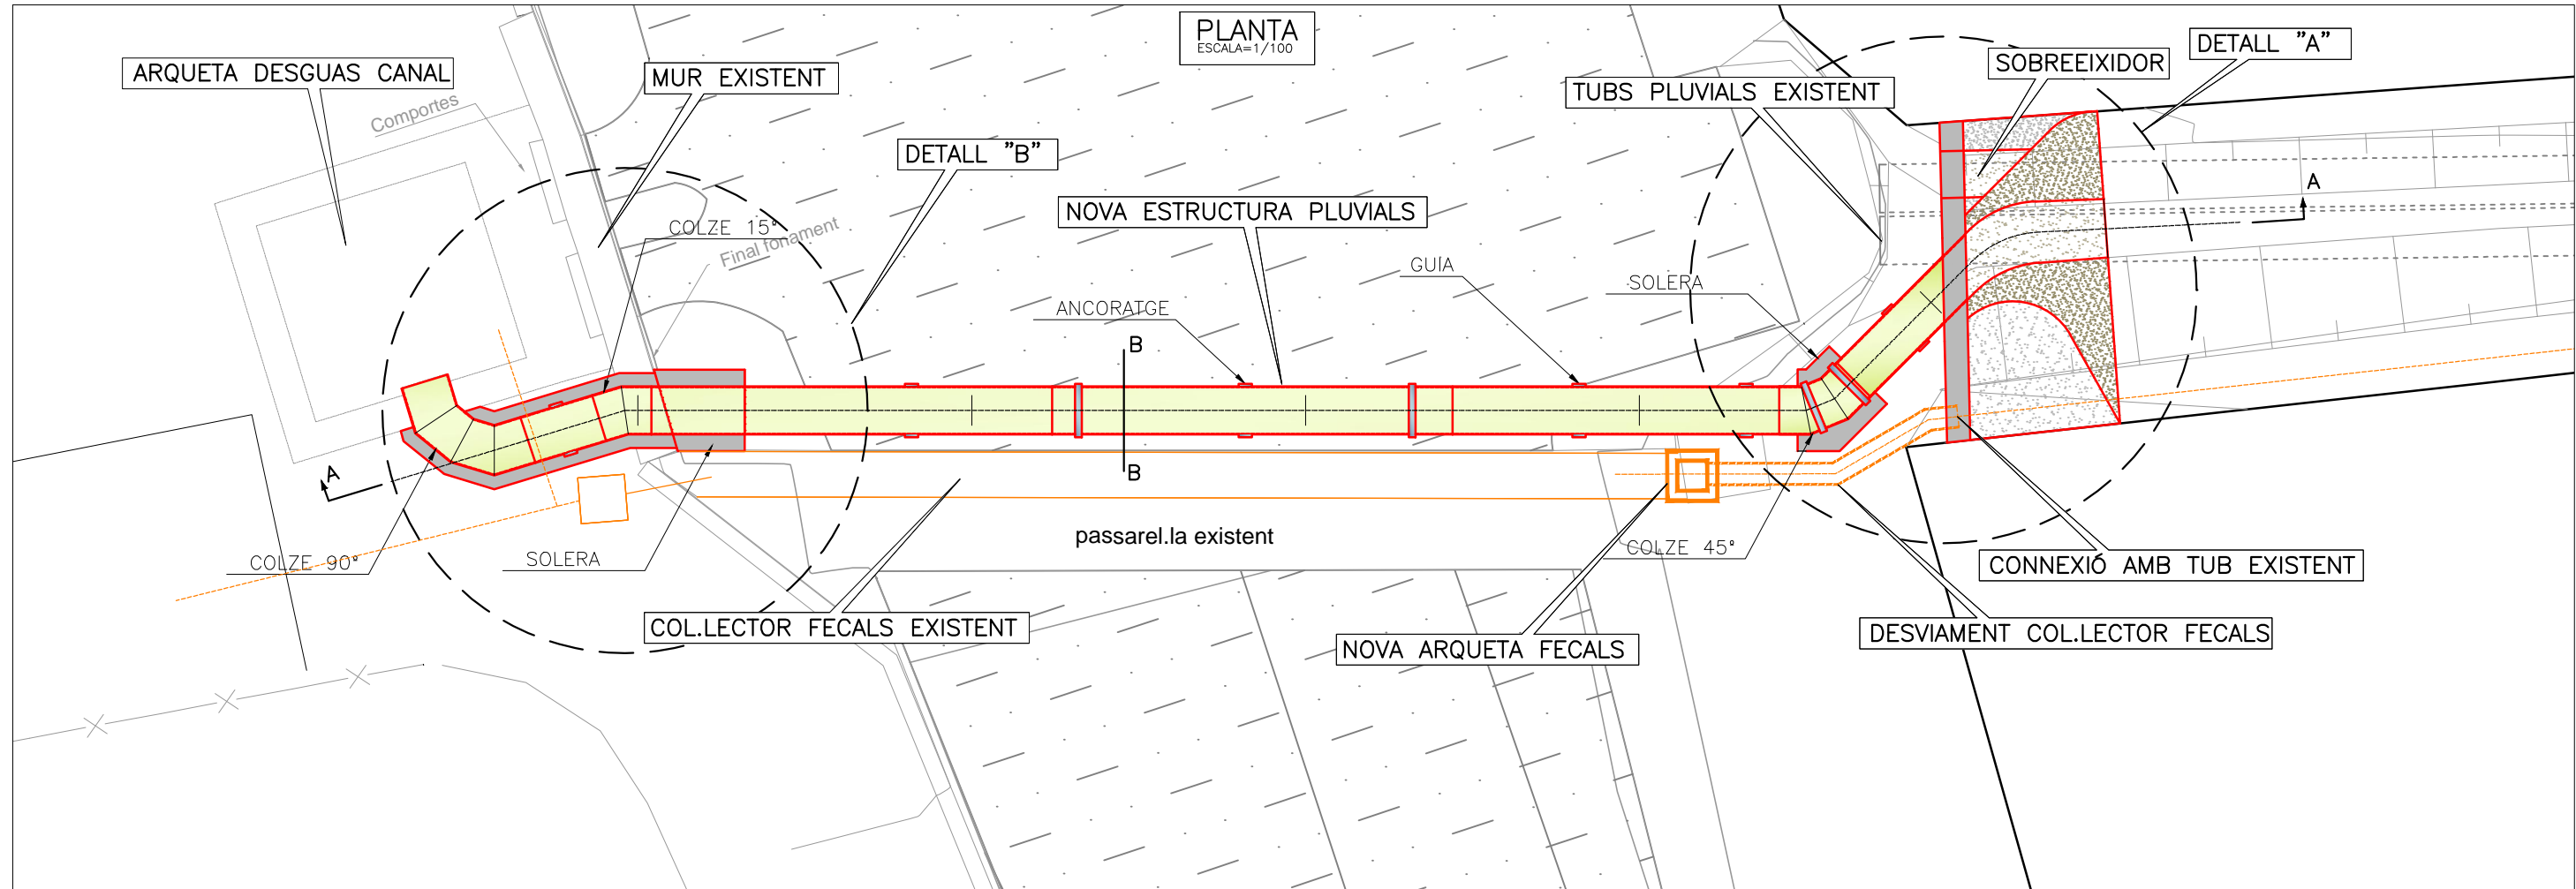 PLANTA
ESCALA=1/100
DETALL "A"
SOBREEIXIDOR
ARQUETA DESGUAS CANAL
MUR EXISTENT
TUBS PLUVIALS EXISTENT
Comportes
DETALL "B"
A
NOVA ESTRUCTURA PLUVIALS
COLZE 15°
Final fonament
GUIA
SOLERA
ANCORATGE
B
B
A
passarel.la existent
COLZE 90°
SOLERA
COLZE 45°
CONNEXIÓ AMB TUB EXISTENT
COL.LECTOR FECALS EXISTENT
NOVA ARQUETA FECALS
DESVIAMENT COL.LECTOR FECALS